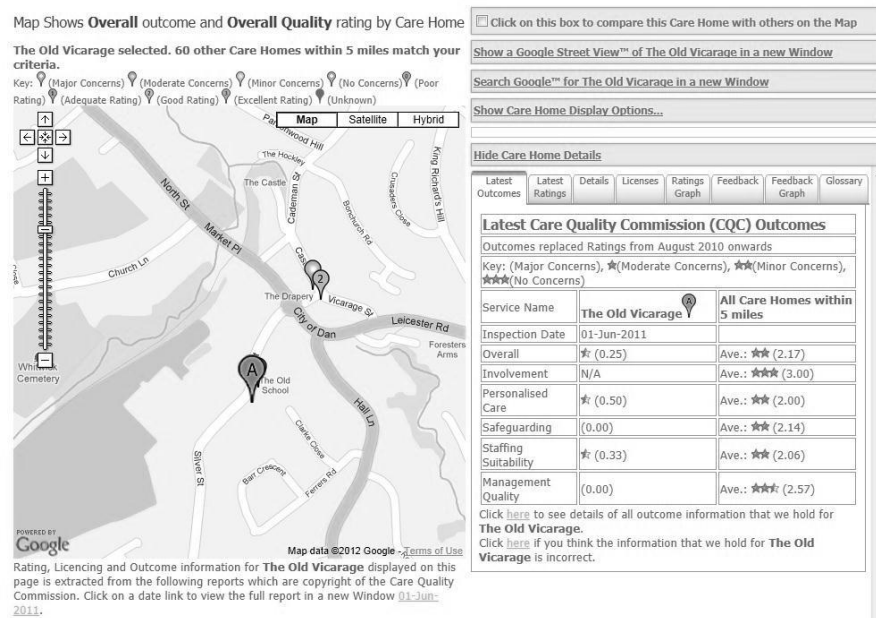 Map Shows Overall outcome and Overall Quality rating by Care Home
The Old Vicarage selected. 60 other Care Homes within 5 miles match your
criteria.
Key: (Major Concerns) (Moderate Concerns) (Minor Concerns) (No Concerns) (Poor
Rating) (Adequate Rating) (Good Rating) (Excellent Rating) (Unknown)
Map Satellite Hybrid
Wood Hill
The Hockley
The Castle
Cademan St
Crusaders Close
King Richard's Hill
Bonchurch Rd
North St
Market Pl
Church Ln
Close
2
The Drapery
Vicarage St
City of Dan
Leicester Rd
Foresters
Arms
Cemetery
A
The Old
School
Hall Ln
Clarke Close
Silver St
Barr Crescent
Ferrers Rd
POWERED BY
Google
Map data ©2012 Google - Terms of Use
Rating, Licencing and Outcome information for The Old Vicarage displayed on this
page is extracted from the following reports which are copyright of the Care Quality
Commission. Click on a date link to view the full report in a new Window 01-Jun-
2011.
Click on this box to compare this Care Home with others on the Map
Show a Google Street View™ of The Old Vicarage in a new Window
Search Google™ for The Old Vicarage in a new Window
Show Care Home Display Options...
Hide Care Home Details
Latest Outcomes Latest Ratings Details Licenses Ratings Graph Feedback Feedback Graph Glossary
Latest Care Quality Commission (CQC) Outcomes
Outcomes replaced Ratings from August 2010 onwards
Key: (Major Concerns), ★(Moderate Concerns), ★★(Minor Concerns),
★★★(No Concerns)
Service Name The Old Vicarage A All Care Homes within 5 miles
Inspection Date 01-Jun-2011
Overall (0.25) Ave.: ★★ (2.17)
Involvement N/A Ave.: ★★★ (3.00)
Personalised Care (0.50) Ave.: ★★ (2.00)
Safeguarding (0.00) Ave.: ★★ (2.14)
Staffing Suitability (0.33) Ave.: ★★ (2.06)
Management Quality (0.00) Ave.: ★★ (2.57)
Click here to see details of all outcome information that we hold for
The Old Vicarage.
Click here if you think the information that we hold for The Old
Vicarage is incorrect.